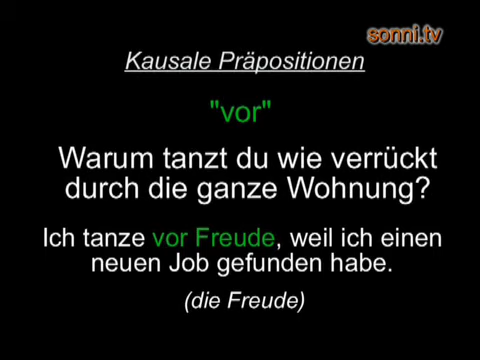 sonni.tv
Kausale Präpositionen
"vor"
Warum tanzt du wie verrückt
durch die ganze Wohnung?
Ich tanze vor Freude, weil ich einen
neuen Job gefunden habe.
(die Freude)